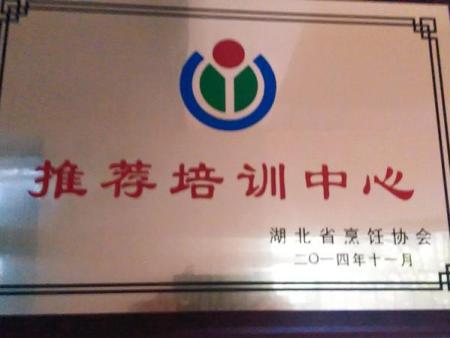 推荐培训中心
湖北省烹饪协会
二〇一四年十一月